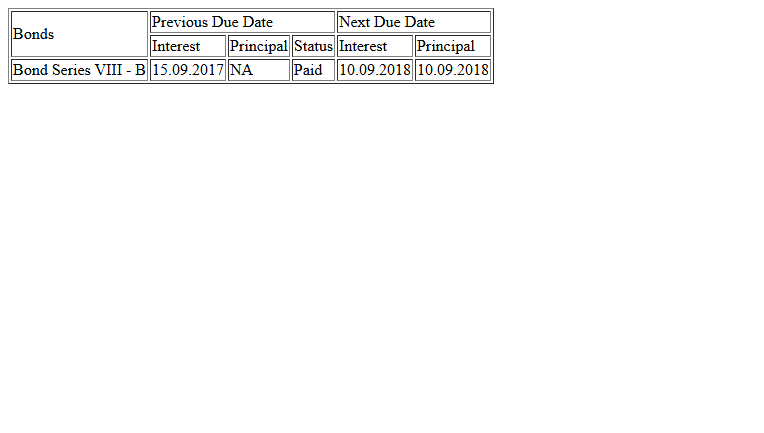 Bonds Previous Due Date Next Due Date
Interest Principal Status Interest Principal
Bond Series VIII - B 15.09.2017 NA Paid 10.09.2018 10.09.2018